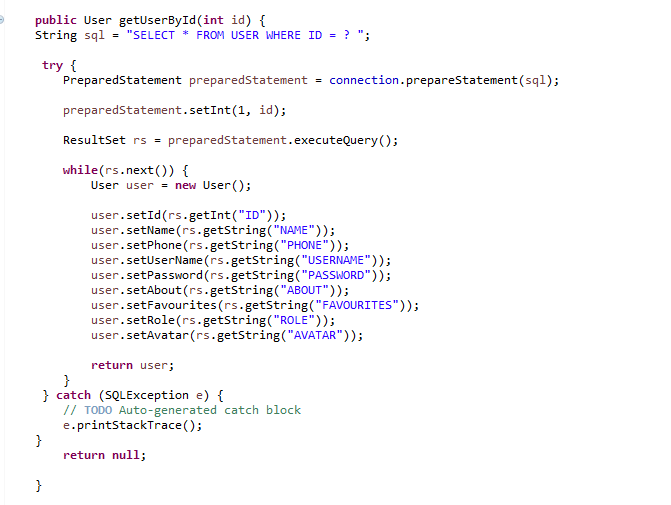 public User getUserById(int id) {
String sql = "SELECT * FROM USER WHERE ID = ? ";
try {
PreparedStatement preparedStatement = connection.prepareStatement(sql);
preparedStatement.setInt(1, id);
ResultSet rs = preparedStatement.executeQuery();
while(rs.next()) {
User user = new User();
user.setId(rs.getInt("ID"));
user.setName(rs.getString("NAME"));
user.setPhone(rs.getString("PHONE"));
user.setUserName(rs.getString("USERNAME"));
user.setPassword(rs.getString("PASSWORD"));
user.setAbout(rs.getString("ABOUT"));
user.setFavourites(rs.getString("FAVOURITES"));
user.setRole(rs.getString("ROLE"));
user.setAvatar(rs.getString("AVATAR"));
return user;
}
} catch (SQLException e) {
// TODO Auto-generated catch block
e.printStackTrace();
}
return null;
}